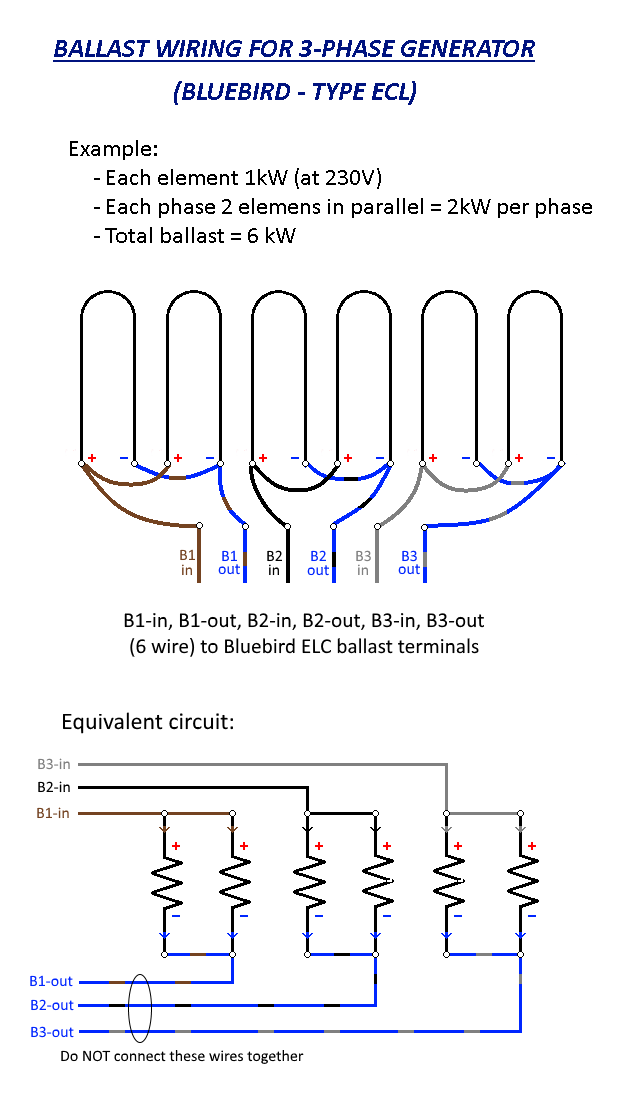 BALLAST WIRING FOR 3-PHASE GENERATOR
(BLUEBIRD - TYPE ECL)
Example:
- Each element 1kW (at 230V)
- Each phase 2 elemens in parallel = 2kW per phase
- Total ballast = 6 kW
+ − + − + − + − + − + −
B1 in
B1 out
B2 in
B2 out
B3 in
B3 out
B1-in, B1-out, B2-in, B2-out, B3-in, B3-out
(6 wire) to Bluebird ELC ballast terminals
Equivalent circuit:
B3-in
B2-in
B1-in
+ + + + + +
− − − − − −
B1-out
B2-out
B3-out
Do NOT connect these wires together